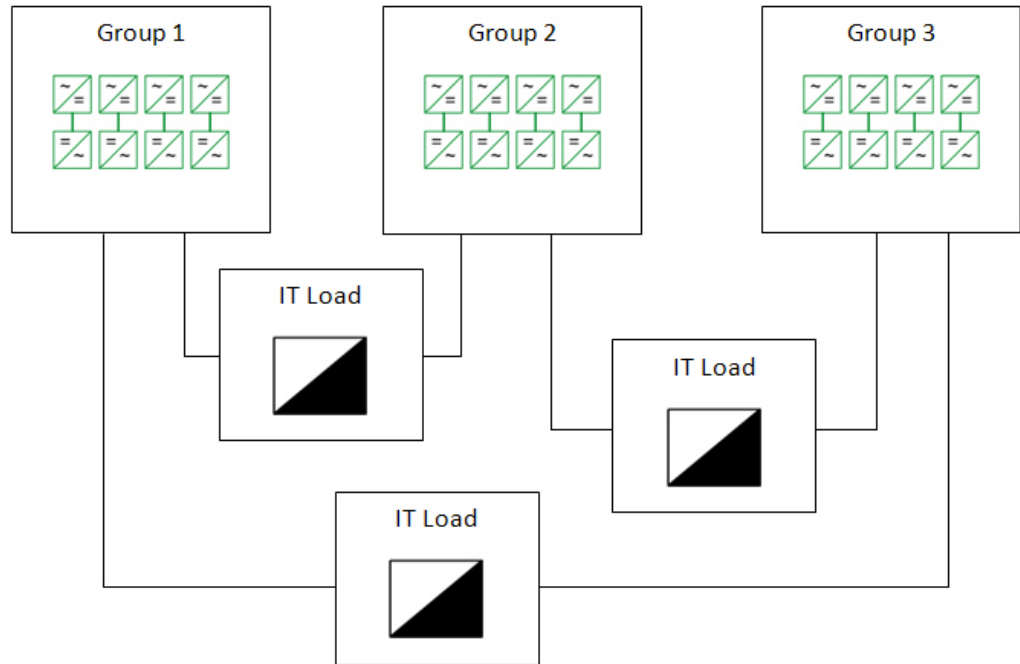 Group 1
Group 2
Group 3
~ = ~ = ~ = ~ =
~ = ~ = ~ = ~ =
~ = ~ = ~ = ~ =
= ~ = ~ = ~ = ~
= ~ = ~ = ~ = ~
= ~ = ~ = ~ = ~
IT Load
IT Load
IT Load